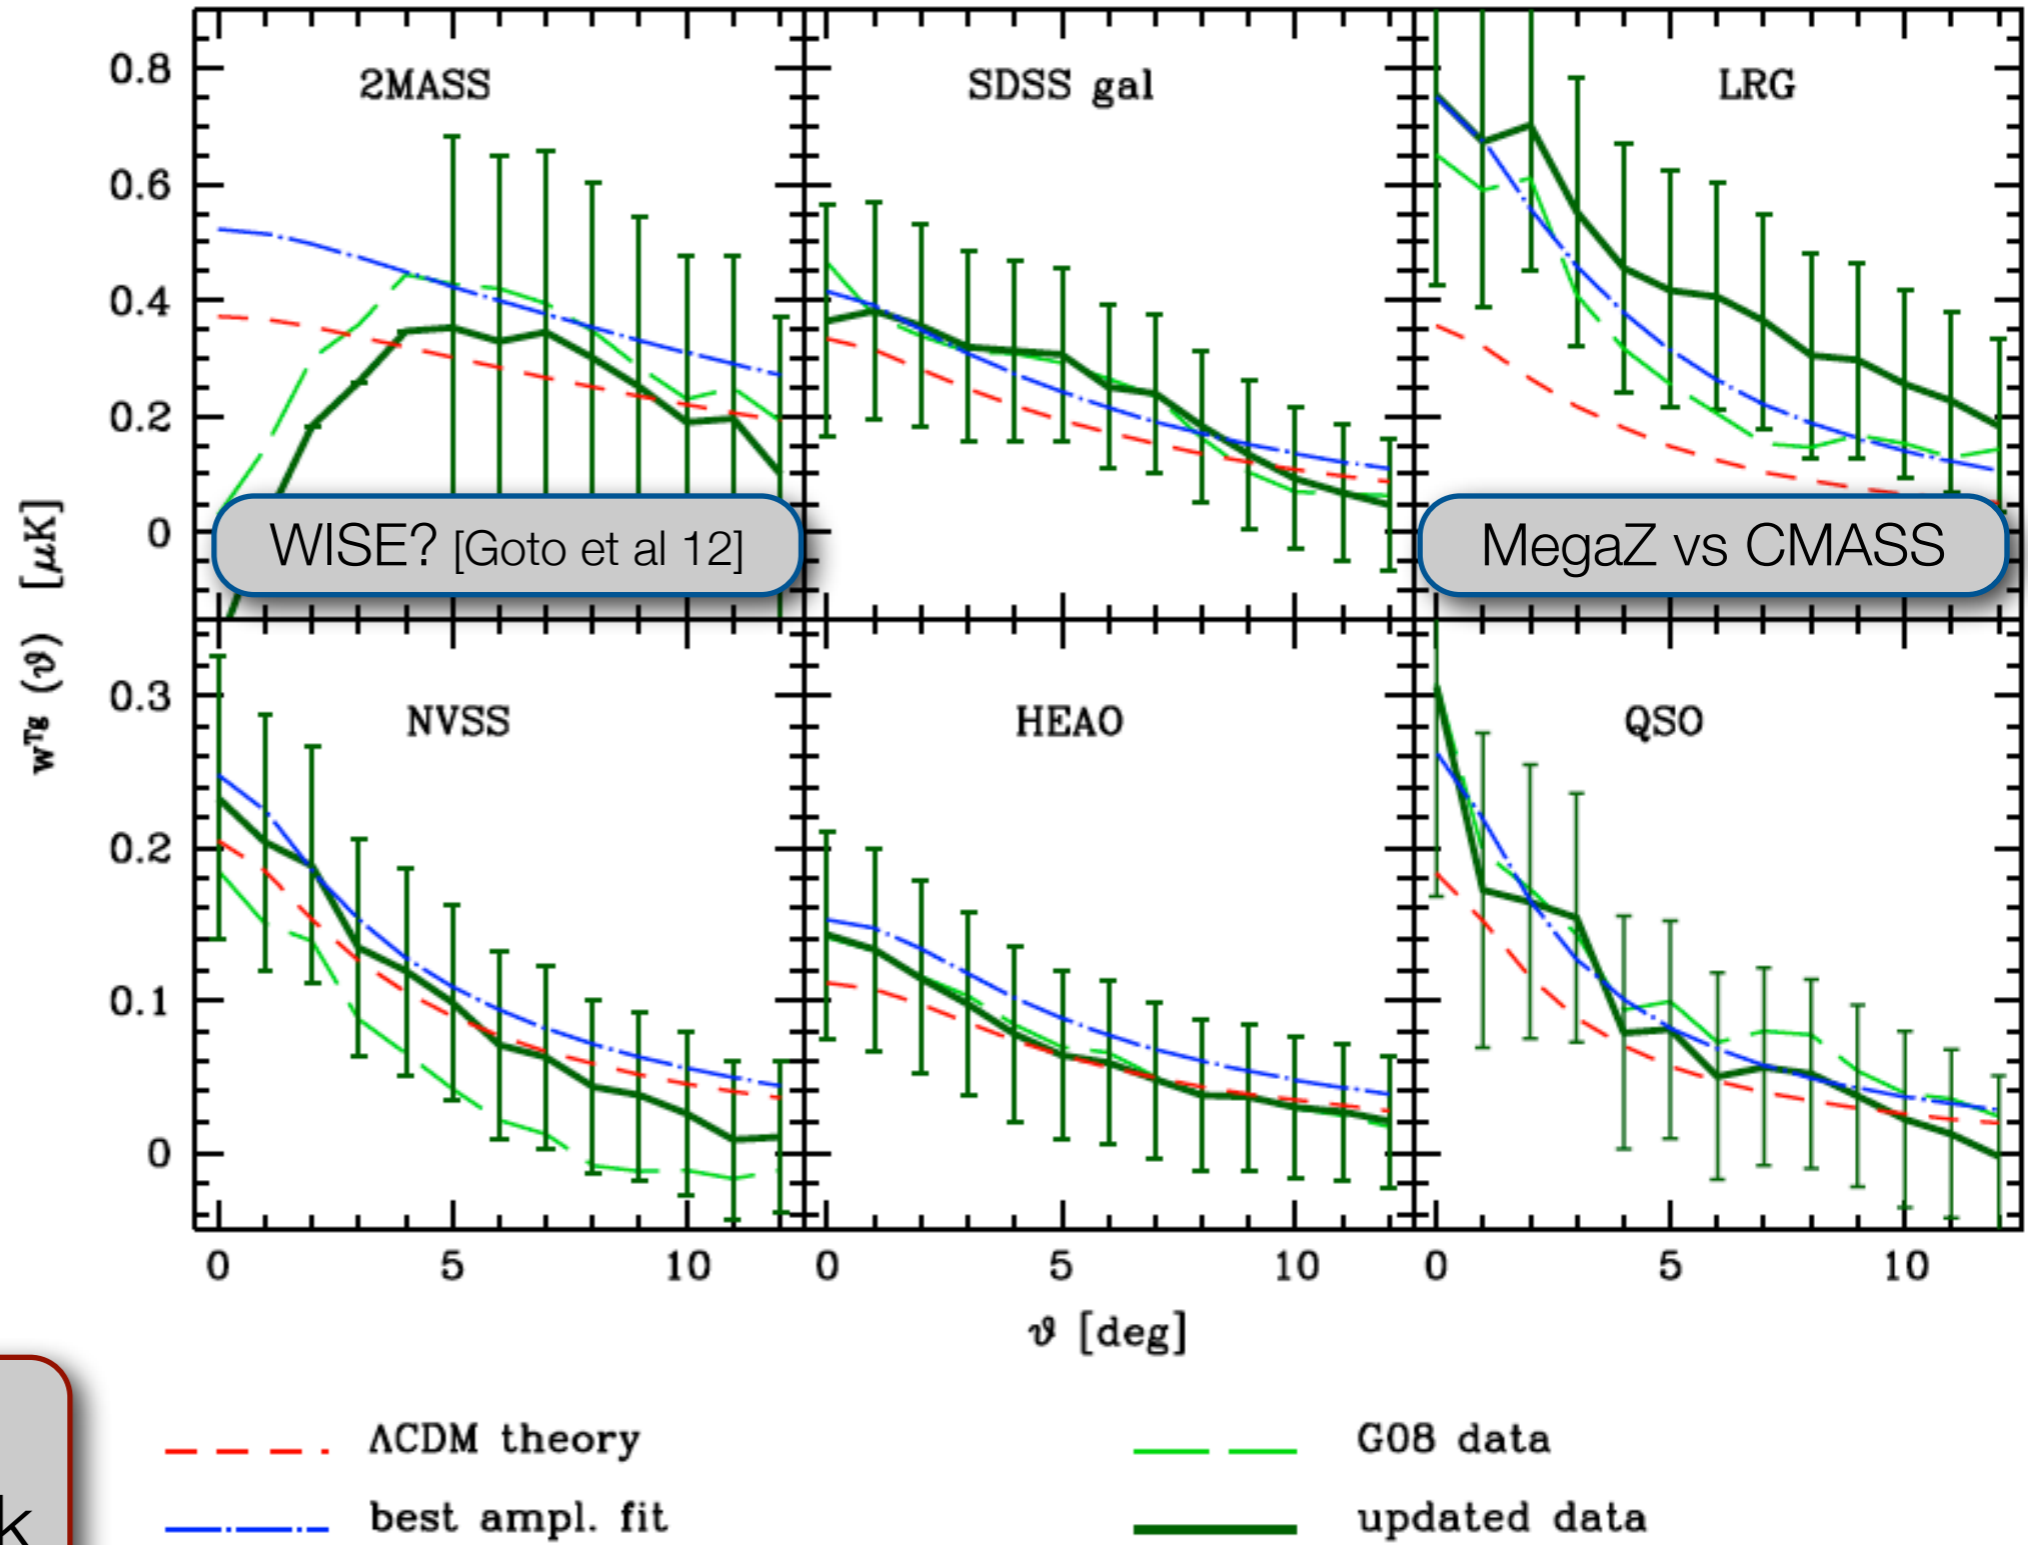 2MASS
SDSS gal
LRG
0.8
0.6
0.4
0.2
0
WISE? [Goto et al 12]
MegaZ vs CMASS
w^Tg (ϑ) [μK]
NVSS
HEAO
QSO
0.3
0.2
0.1
0
0 5 10 0 5 10 0 5 10
ϑ [deg]
ΛCDM theory
G08 data
best ampl. fit
updated data
k